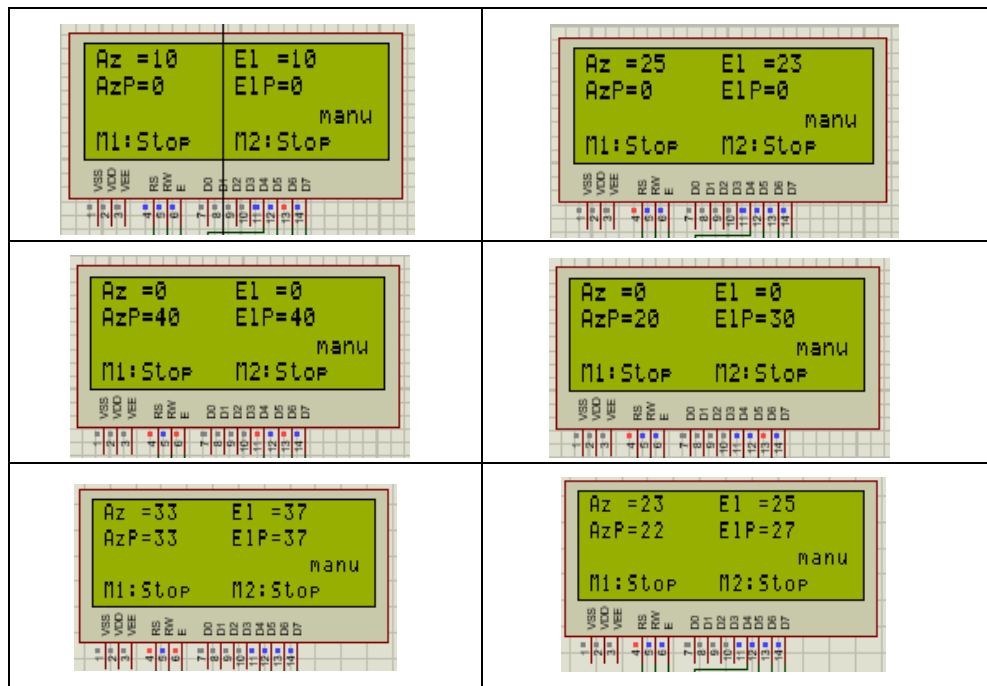 Az =10 El =10
AzP=0 ElP=0
manu
M1:Stop M2:Stop
VSS VDD VEE RS RW E D0 D1 D2 D3 D4 D5 D6 D7
1 2 3 4 5 6 7 8 9 10 11 12 13 14
Az =25 El =23
AzP=0 ElP=0
manu
M1:Stop M2:Stop
VSS VDD VEE RS RW E D0 D1 D2 D3 D4 D5 D6 D7
1 2 3 4 5 6 7 8 9 10 11 12 13 14
Az =0 El =0
AzP=40 ElP=40
manu
M1:Stop M2:Stop
VSS VDD VEE RS RW E D0 D1 D2 D3 D4 D5 D6 D7
1 2 3 4 5 6 7 8 9 10 11 12 13 14
Az =0 El =0
AzP=20 ElP=30
manu
M1:Stop M2:Stop
VSS VDD VEE RS RW E D0 D1 D2 D3 D4 D5 D6 D7
1 2 3 4 5 6 7 8 9 10 11 12 13 14
Az =33 El =37
AzP=33 ElP=37
manu
M1:Stop M2:Stop
VSS VDD VEE RS RW E D0 D1 D2 D3 D4 D5 D6 D7
1 2 3 4 5 6 7 8 9 10 11 12 13 14
Az =23 El =25
AzP=22 ElP=27
manu
M1:Stop M2:Stop
VSS VDD VEE RS RW E D0 D1 D2 D3 D4 D5 D6 D7
1 2 3 4 5 6 7 8 9 10 11 12 13 14